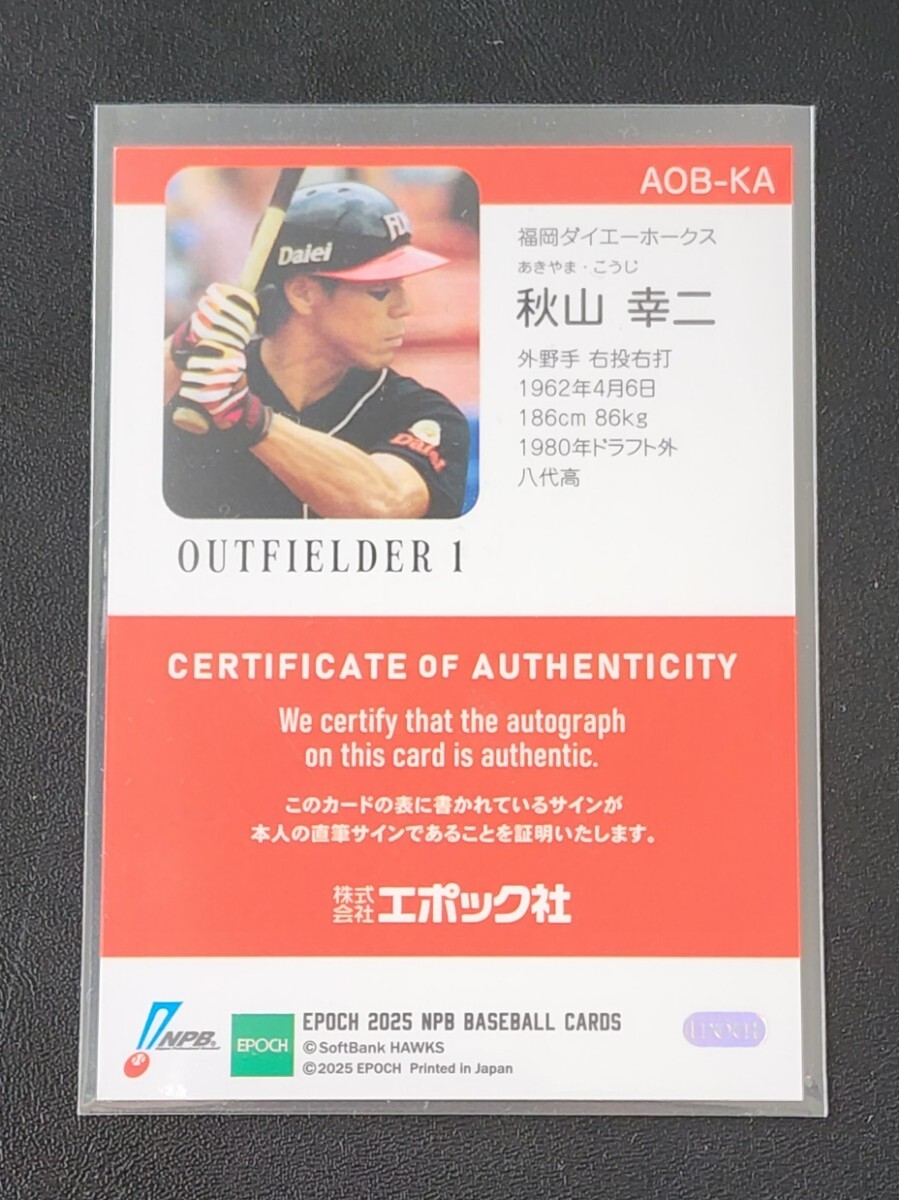 AOB-KA
福岡ダイエーホークス
あきやま・こうじ
秋山 幸二
外野手 右投右打
1962年4月6日
186cm 86kg
1980年ドラフト外
八代高
Daiei
Daiei
OUTFIELDER 1
CERTIFICATE OF AUTHENTICITY
We certify that the autograph
on this card is authentic.
このカードの表に書かれているサインが
本人の直筆サインであることを証明いたします。
株式会社エポック社
NPB
EPOCH
EPOCH 2025 NPB BASEBALL CARDS
©SoftBank HAWKS
©2025 EPOCH Printed in Japan
EPOCH